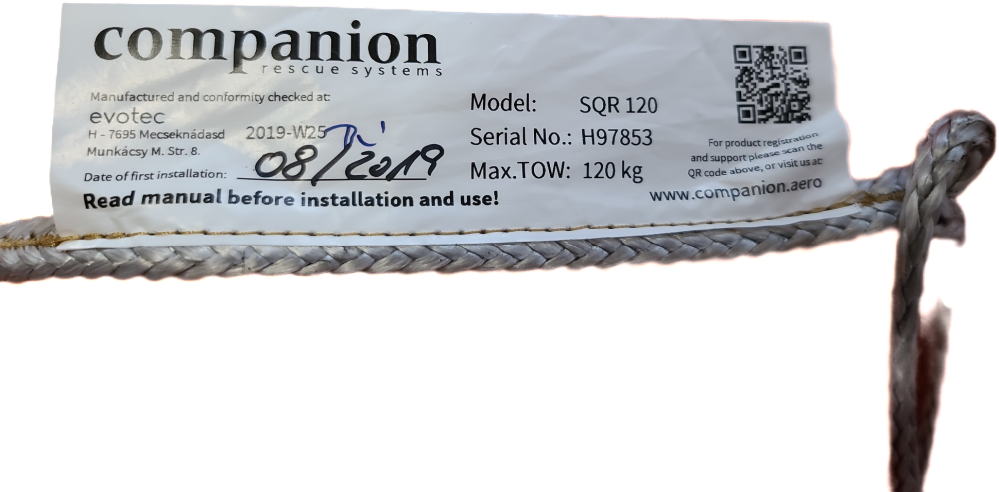 companion
rescue systems
Manufactured and conformity checked at:
evotec
H - 7695 Mecseknádasd 2019-W25
Munkácsy M. Str. 8.
Date of first installation: 08/2019
Read manual before installation and use!
Model: SQR 120
Serial No.: H97853
Max.TOW: 120 kg
For product registration
and support please scan the
QR code above, or visit us at:
www.companion.aero